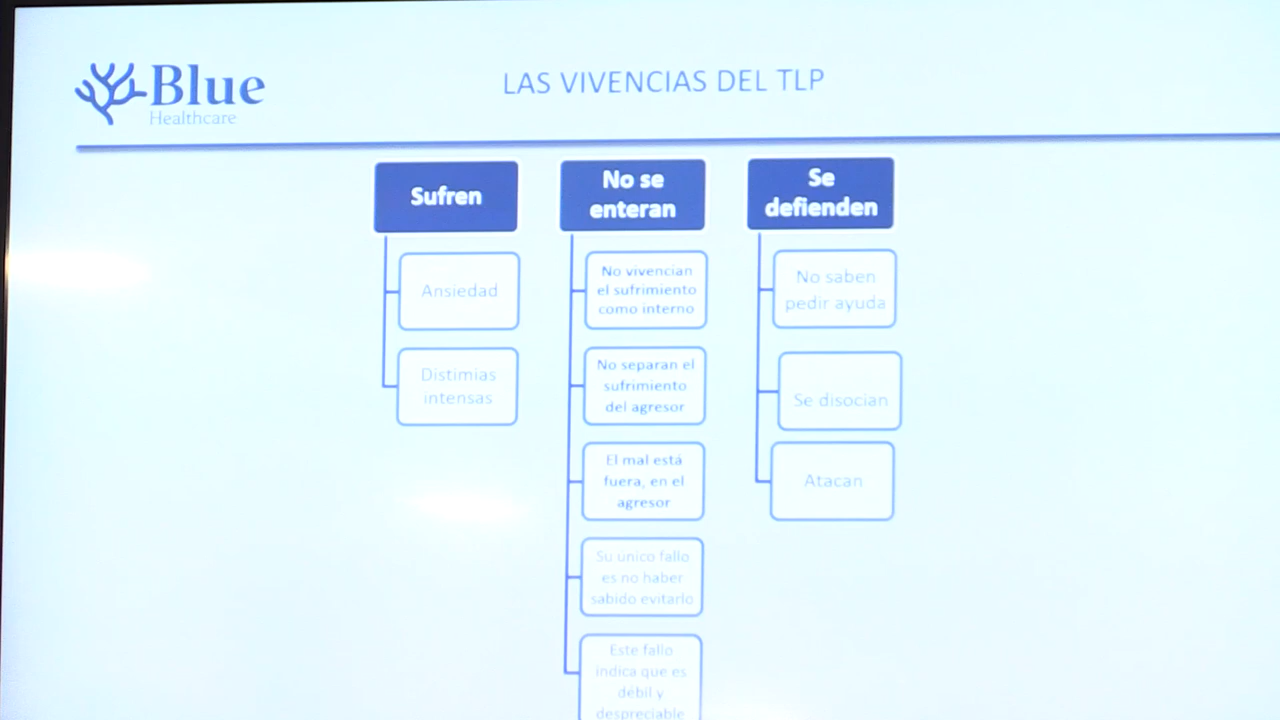 Blue
Healthcare
LAS VIVENCIAS DEL TLP
Sufren
Ansiedad
Distimias
intensas
No se
enteran
No vivencian
el sufrimiento
como interno
No separan el
sufrimiento
del agresor
El mal está
fuera, en el
agresor
Su unico fallo
es no haber
sabido evitarlo
Este fallo
indica que es
débil y
despreciable
Se
defienden
No saben
pedir ayuda
Se disocian
Atacan